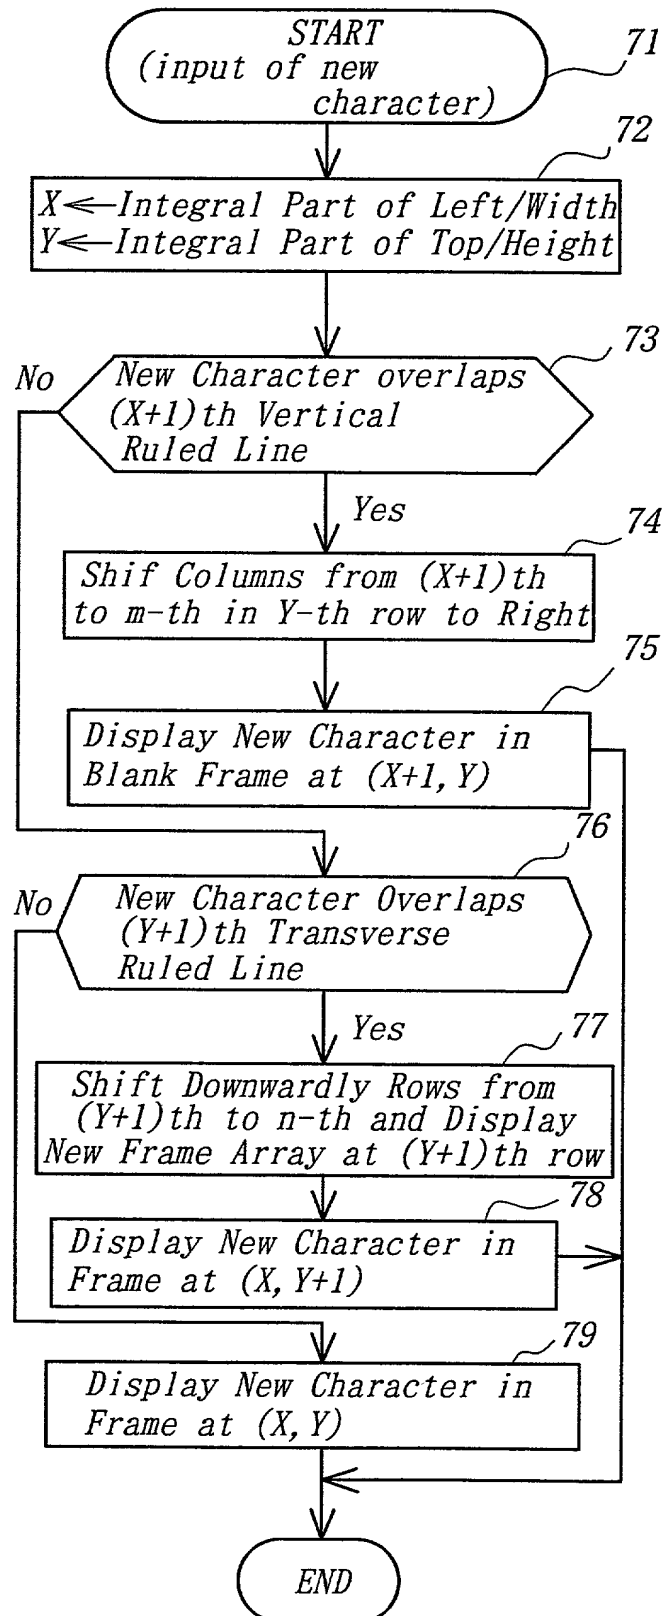 START
(input of new
character)
71
72
X←Integral Part of Left/Width
Y←Integral Part of Top/Height
73
No
New Character overlaps
(X+1)th Vertical
Ruled Line
Yes
74
Shif Columns from (X+1)th
to m-th in Y-th row to Right
75
Display New Character in
Blank Frame at (X+1,Y)
76
No
New Character Overlaps
(Y+1)th Transverse
Ruled Line
Yes
77
Shift Downwardly Rows from
(Y+1)th to n-th and Display
New Frame Array at (Y+1)th row
78
Display New Character in
Frame at (X,Y+1)
79
Display New Character in
Frame at (X,Y)
END